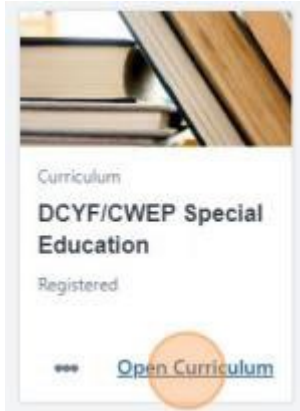 Curriculum
DCYF/CWEP Special
Education
Registered
Open Curriculum